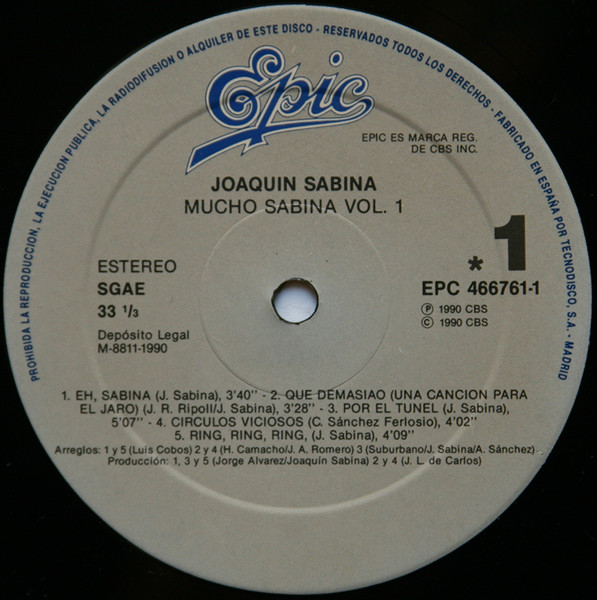 PROHIBIDA LA REPRODUCCION, LA EJECUCION PUBLICA, LA RADIODIFUSION O ALQUILER DE ESTE DISCO - RESERVADOS TODOS LOS DERECHOS - FABRICADO EN ESPAÑA POR TECNODISCO, S.A. - MADRID
Epic
EPIC ES MARCA REG.
DE CBS INC.
JOAQUIN SABINA
MUCHO SABINA VOL. 1
ESTEREO
SGAE
33 1/3
Depósito Legal
M-8811-1990
* 1
EPC 466761-1
Ⓟ 1990 CBS
© 1990 CBS
1. EH, SABINA (J. Sabina), 3'40'' - 2. QUE DEMASIAO (UNA CANCION PARA
EL JARO) (J. R. Ripoll/J. Sabina), 3'28'' - 3. POR EL TUNEL (J. Sabina),
5'07'' - 4. CIRCULOS VICIOSOS (C. Sánchez Ferlosio), 4'02''
5. RING, RING, RING, (J. Sabina), 4'09''
Arreglos: 1 y 5 (Luis Cobos) 2 y 4 (H. Camacho/J. A. Romero) 3 (Suburbano/J. Sabina/A. Sánchez)
Producción: 1, 3 y 5 (Jorge Alvarez/Joaquin Sabina) 2 y 4 (J. L. de Carlos)